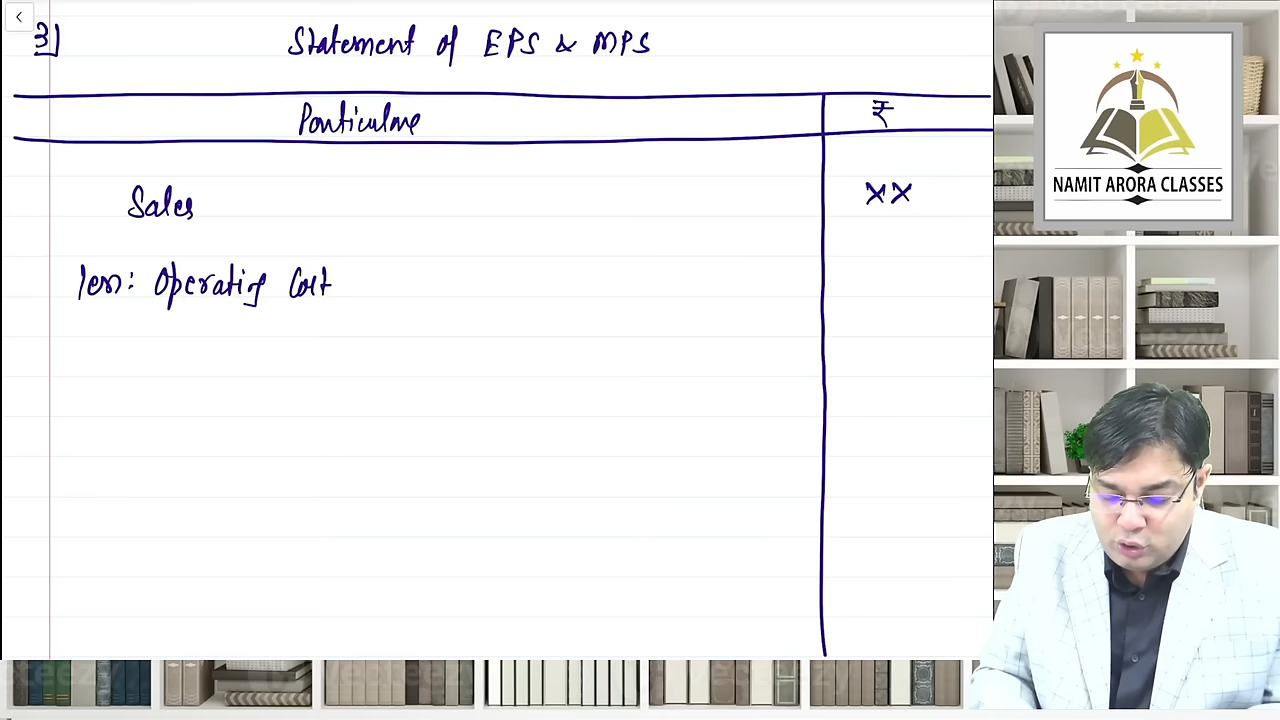 3]
Statement of EPS & MPS
Particulars
₹
Sales
XX
less: Operating Cost
NAMIT ARORA CLASSES